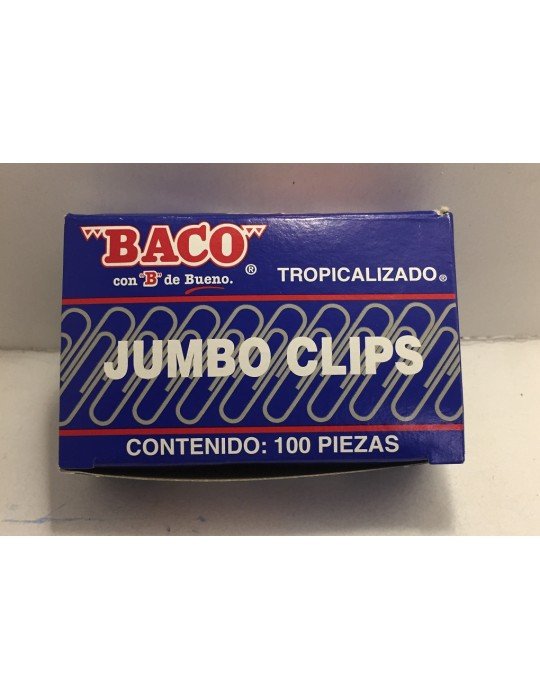 "BACO"
con "B" de Bueno. ®
TROPICALIZADO®
JUMBO CLIPS
CONTENIDO: 100 PIEZAS